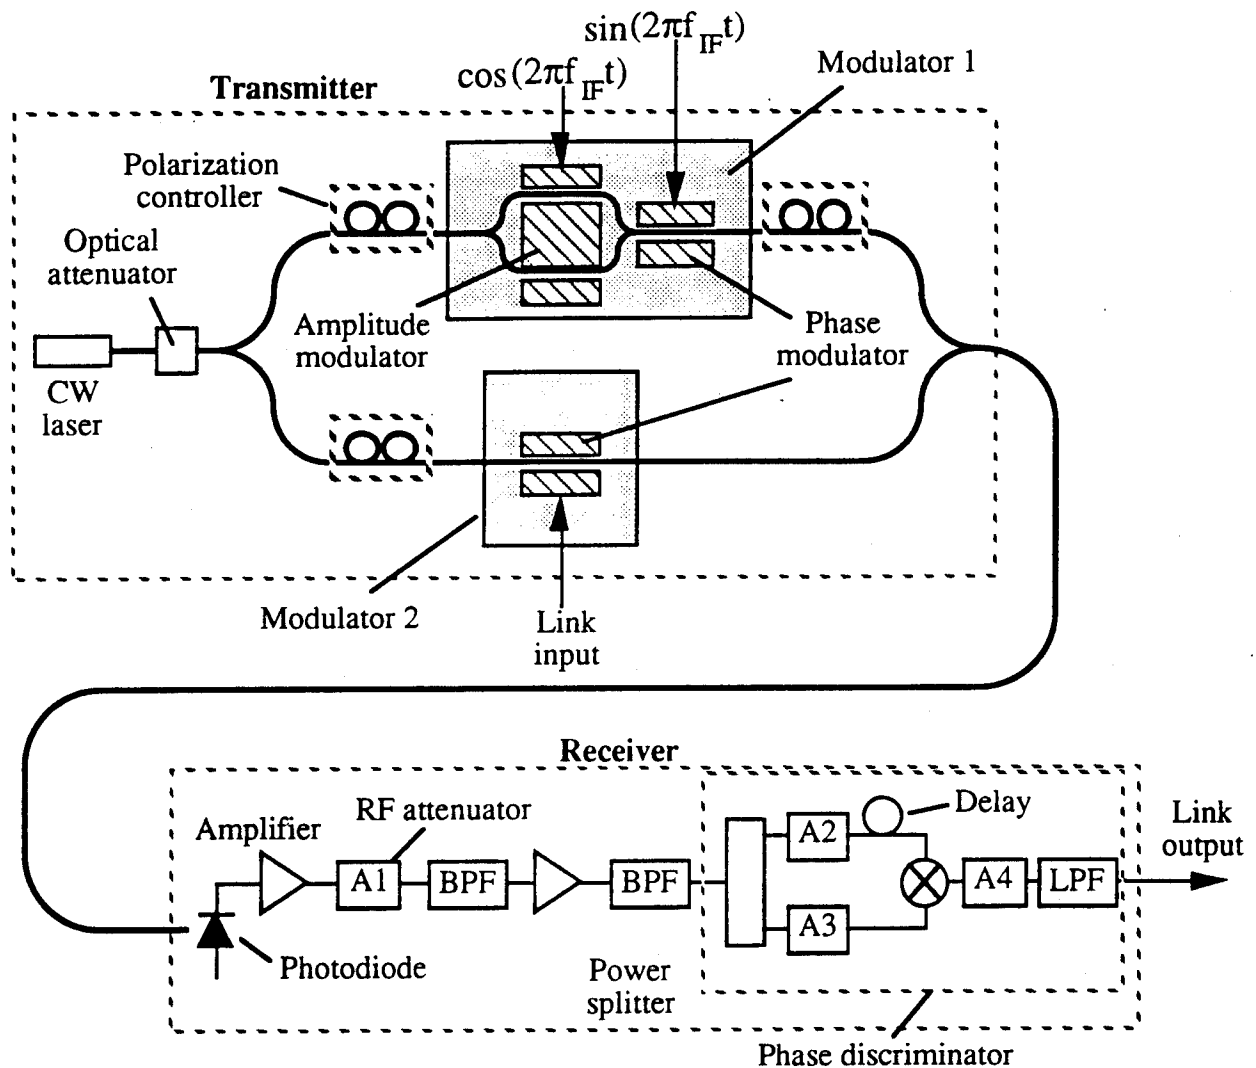 sin(2πf_IF t)
cos(2πf_IF t)
Modulator 1
Transmitter
Polarization
controller
Optical
attenuator
Amplitude
modulator
Phase
modulator
CW
laser
Modulator 2
Link
input
Receiver
RF attenuator
Delay
Link
output
Amplifier
A1
BPF
BPF
A2
A3
A4
LPF
Photodiode
Power
splitter
Phase discriminator